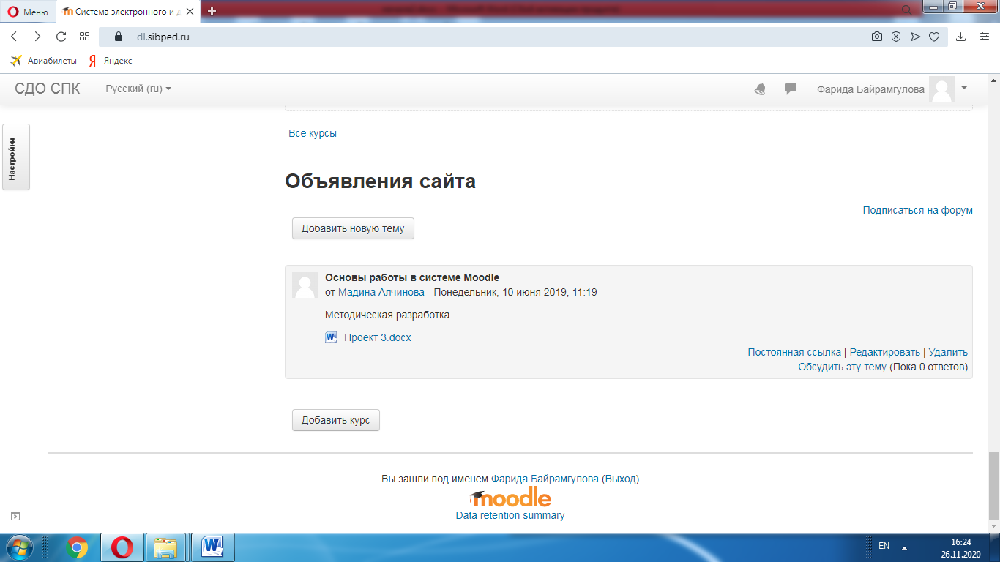 Меню
Система электронного и д
dl.sibped.ru
Авиабилеты
Яндекс
СДО СПК
Русский (ru)
Фарида Байрамгулова
Настройки
Все курсы
Объявления сайта
Подписаться на форум
Добавить новую тему
Основы работы в системе Moodle
от Мадина Алчинова - Понедельник, 10 июня 2019, 11:19
Методическая разработка
Проект 3.docx
Постоянная ссылка | Редактировать | Удалить
Обсудить эту тему (Пока 0 ответов)
Добавить курс
Вы зашли под именем Фарида Байрамгулова (Выход)
moodle
Data retention summary
EN
16:24
26.11.2020